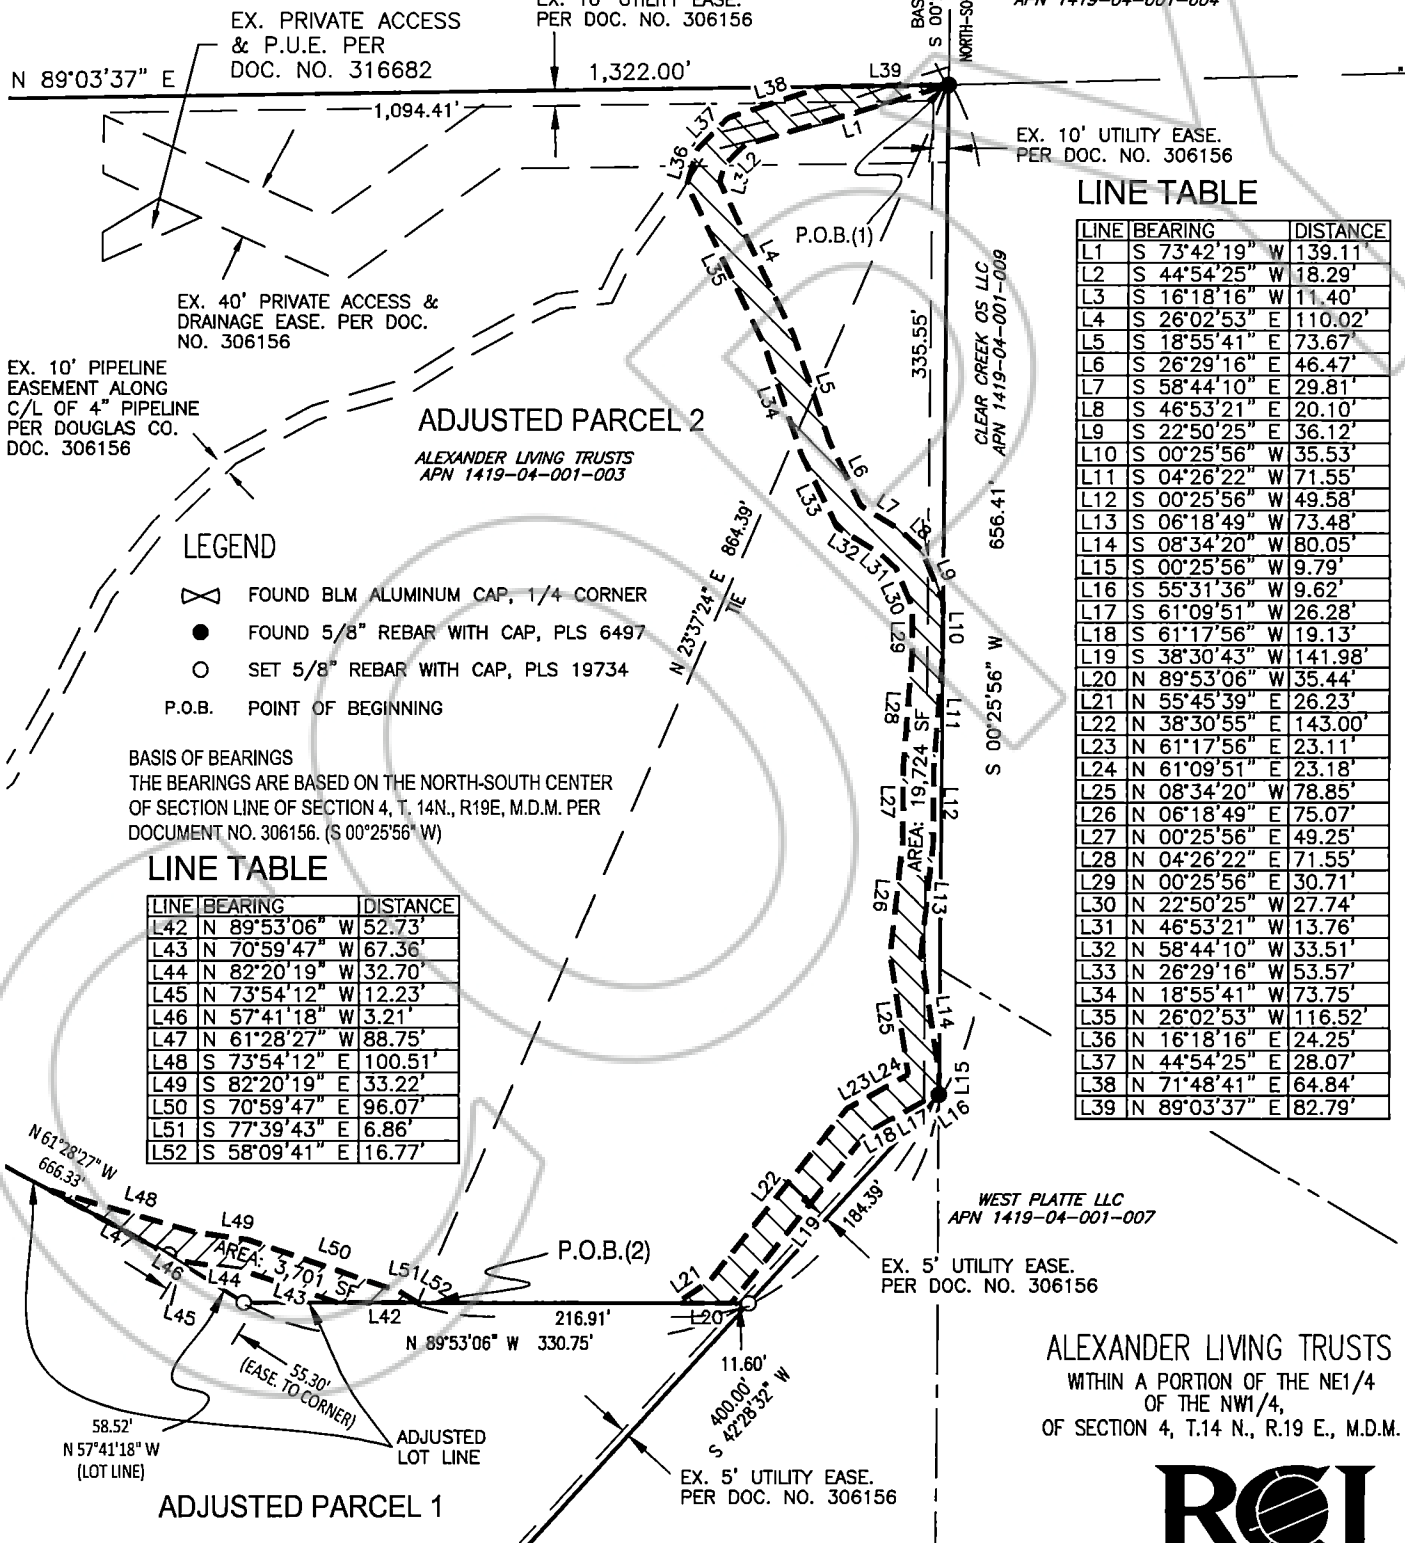 EX. PRIVATE ACCESS
& P.U.E. PER
DOC. NO. 316682
PER DOC. NO. 306156
N 89°03'37" E
1,322.00'
1,094.41'
L39
L38
L37
L36
L1
L2
L3
L4
L35
L5
L34
L6
L33
L7
L8
L32
L31
L9
L30
L29
L10
L28
L11
L27
L12
L26
L13
L25
L14
L15
L23
L24
L16
L17
L18
L22
L19
L21
L20
EX. 10' UTILITY EASE.
PER DOC. NO. 306156
P.O.B.(1)
335.55'
CLEAR CREEK OS LLC
APN 1419-04-001-009
656.41'
S 00°25'56" W
EX. 40' PRIVATE ACCESS &
DRAINAGE EASE. PER DOC.
NO. 306156
EX. 10' PIPELINE
EASEMENT ALONG
C/L OF 4" PIPELINE
PER DOUGLAS CO.
DOC. 306156
ADJUSTED PARCEL 2
ALEXANDER LIVING TRUSTS
APN 1419-04-001-003
N 23°37'24" E 864.39'
TIE
AREA: 19,724 SF
LEGEND
FOUND BLM ALUMINUM CAP, 1/4 CORNER
FOUND 5/8" REBAR WITH CAP, PLS 6497
SET 5/8" REBAR WITH CAP, PLS 19734
P.O.B. POINT OF BEGINNING
BASIS OF BEARINGS
THE BEARINGS ARE BASED ON THE NORTH-SOUTH CENTER
OF SECTION LINE OF SECTION 4, T. 14N., R19E, M.D.M. PER
DOCUMENT NO. 306156. (S 00°25'56" W)
LINE TABLE
LINE BEARING DISTANCE
L42 N 89°53'06" W 52.73'
L43 N 70°59'47" W 67.36'
L44 N 82°20'19" W 32.70'
L45 N 73°54'12" W 12.23'
L46 N 57°41'18" W 3.21'
L47 N 61°28'27" W 88.75'
L48 S 73°54'12" E 100.51'
L49 S 82°20'19" E 33.22'
L50 S 70°59'47" E 96.07'
L51 S 77°39'43" E 6.86'
L52 S 58°09'41" E 16.77'
LINE TABLE
LINE BEARING DISTANCE
L1 S 73°42'19" W 139.11'
L2 S 44°54'25" W 18.29'
L3 S 16°18'16" W 11.40'
L4 S 26°02'53" E 110.02'
L5 S 18°55'41" E 73.67'
L6 S 26°29'16" E 46.47'
L7 S 58°44'10" E 29.81'
L8 S 46°53'21" E 20.10'
L9 S 22°50'25" E 36.12'
L10 S 00°25'56" W 35.53'
L11 S 04°26'22" W 71.55'
L12 S 00°25'56" W 49.58'
L13 S 06°18'49" W 73.48'
L14 S 08°34'20" W 80.05'
L15 S 00°25'56" W 9.79'
L16 S 55°31'36" W 9.62'
L17 S 61°09'51" W 26.28'
L18 S 61°17'56" W 19.13'
L19 S 38°30'43" W 141.98'
L20 N 89°53'06" W 35.44'
L21 N 55°45'39" E 26.23'
L22 N 38°30'55" E 143.00'
L23 N 61°17'56" E 23.11'
L24 N 61°09'51" E 23.18'
L25 N 08°34'20" W 78.85'
L26 N 06°18'49" E 75.07'
L27 N 00°25'56" E 49.25'
L28 N 04°26'22" E 71.55'
L29 N 00°25'56" E 30.71'
L30 N 22°50'25" W 27.74'
L31 N 46°53'21" W 13.76'
L32 N 58°44'10" W 33.51'
L33 N 26°29'16" W 53.57'
L34 N 18°55'41" W 73.75'
L35 N 26°02'53" W 116.52'
L36 N 16°18'16" E 24.25'
L37 N 44°54'25" E 28.07'
L38 N 71°48'41" E 64.84'
L39 N 89°03'37" E 82.79'
N 61°28'27" W
666.33'
L48
L49
L47
L50
AREA: 3,701 SF
L46
L44
L43
L45
L51
L52
L42
P.O.B.(2)
216.91'
N 89°53'06" W 330.75'
184.39'
WEST PLATTE LLC
APN 1419-04-001-007
EX. 5' UTILITY EASE.
PER DOC. NO. 306156
11.60'
400.00'
S 42°28'32" W
55.30'
(EASE. TO CORNER)
58.52'
N 57°41'18" W
(LOT LINE)
ADJUSTED
LOT LINE
EX. 5' UTILITY EASE.
PER DOC. NO. 306156
ADJUSTED PARCEL 1
ALEXANDER LIVING TRUSTS
WITHIN A PORTION OF THE NE1/4
OF THE NW1/4,
OF SECTION 4, T.14 N., R.19 E., M.D.M.
RCI
COPY